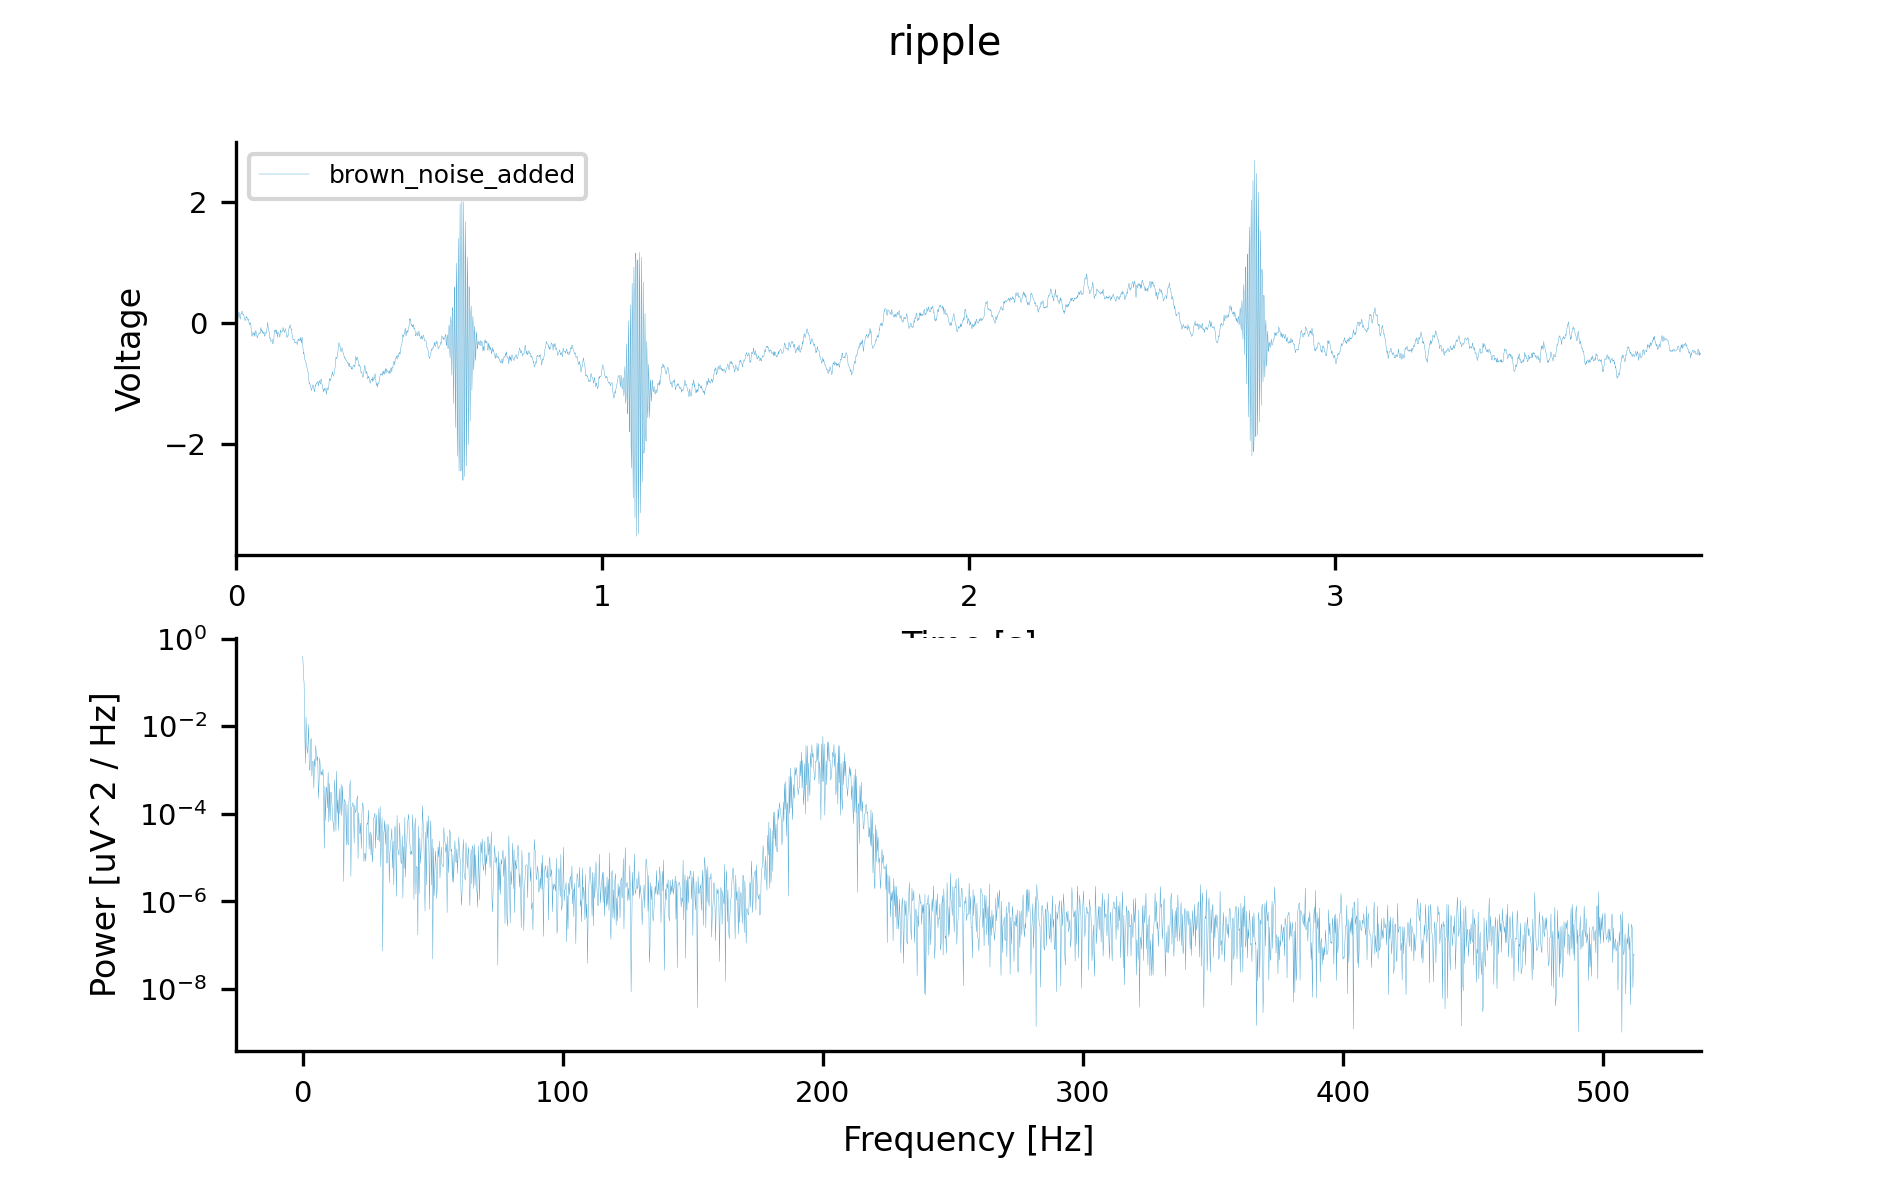 ripple
brown_noise_added
2
0
−2
Voltage
0 1 2 3
Time [s]
10^0
10^−2
10^−4
10^−6
10^−8
Power [uV^2 / Hz]
0 100 200 300 400 500
Frequency [Hz]